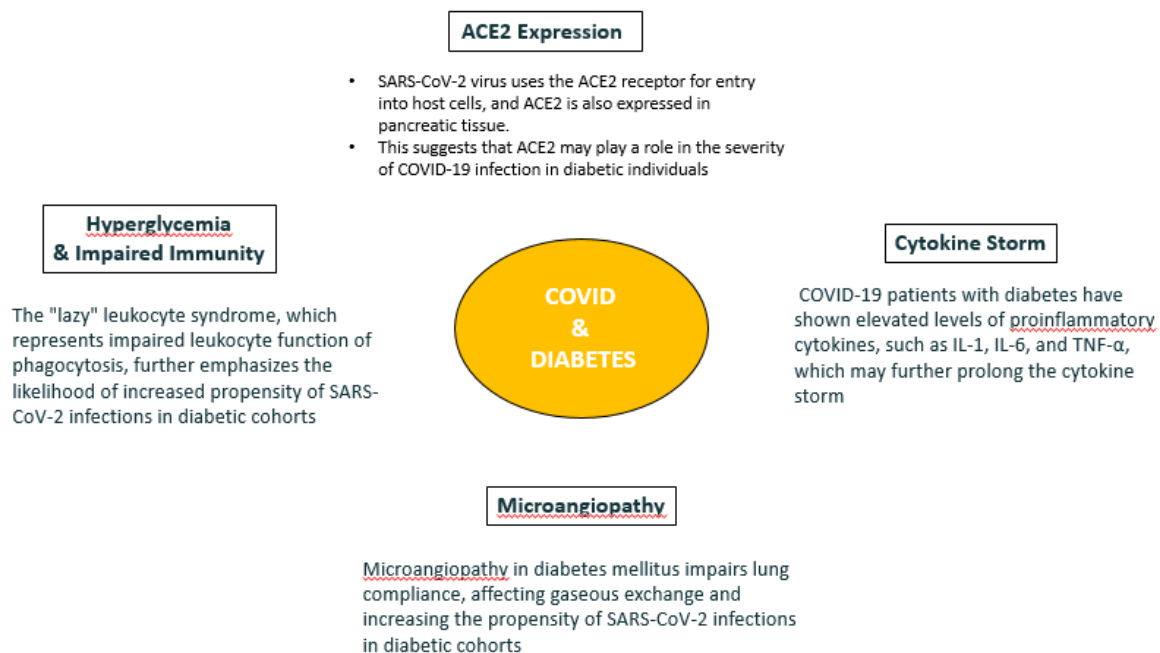 ACE2 Expression
• SARS-CoV-2 virus uses the ACE2 receptor for entry
into host cells, and ACE2 is also expressed in
pancreatic tissue.
• This suggests that ACE2 may play a role in the severity
of COVID-19 infection in diabetic individuals
Hyperglycemia
& Impaired Immunity
The "lazy" leukocyte syndrome, which
represents impaired leukocyte function of
phagocytosis, further emphasizes the
likelihood of increased propensity of SARS-
CoV-2 infections in diabetic cohorts
COVID
&
DIABETES
Cytokine Storm
COVID-19 patients with diabetes have
shown elevated levels of proinflammatory
cytokines, such as IL-1, IL-6, and TNF-α,
which may further prolong the cytokine
storm
Microangiopathy
Microangiopathy in diabetes mellitus impairs lung
compliance, affecting gaseous exchange and
increasing the propensity of SARS-CoV-2 infections
in diabetic cohorts